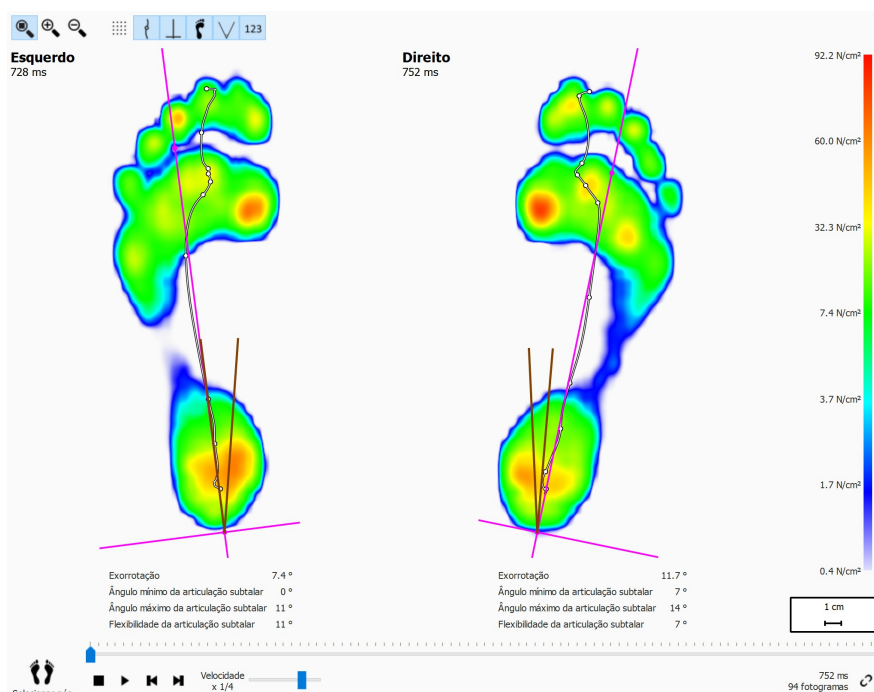 123
Esquerdo
728 ms
Direito
752 ms
92.2 N/cm²
60.0 N/cm²
32.3 N/cm²
7.4 N/cm²
3.7 N/cm²
1.7 N/cm²
0.4 N/cm²
Exorrotação 7.4 °
Ângulo mínimo da articulação subtalar 0 °
Ângulo máximo da articulação subtalar 11 °
Flexibilidade da articulação subtalar 11 °
Exorrotação 11.7 °
Ângulo mínimo da articulação subtalar 7 °
Ângulo máximo da articulação subtalar 14 °
Flexibilidade da articulação subtalar 7 °
1 cm
Velocidade
x 1/4
752 ms
94 fotogramas